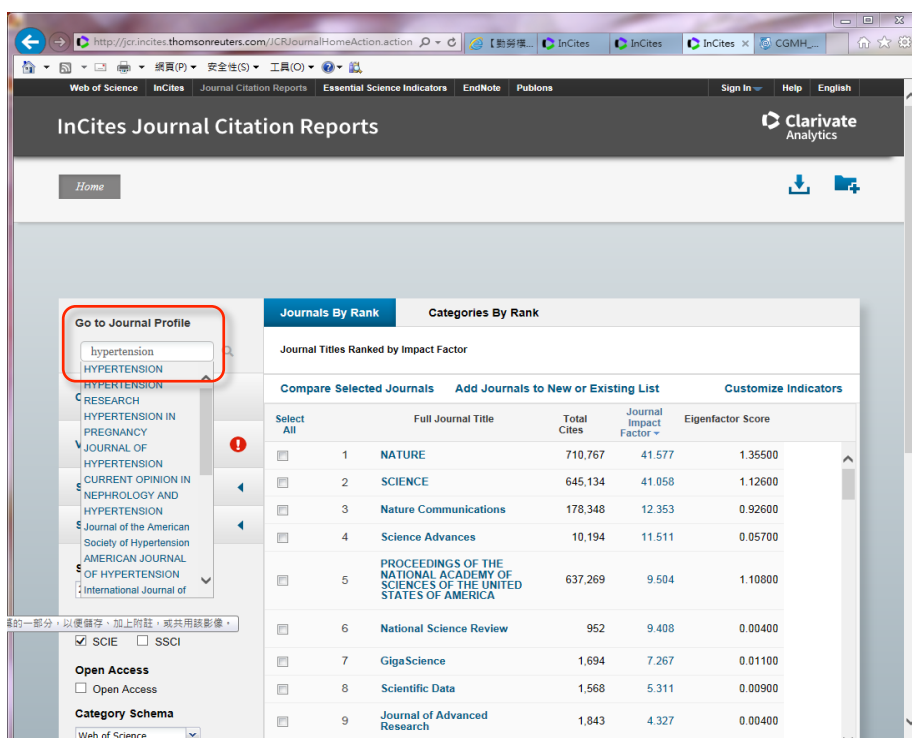 http://jcr.incites.thomsonreuters.com/JCRJournalHomeAction.action
InCites
InCites
InCites
CGMH_...
網頁(P) 安全性(S) 工具(O)
Web of Science InCites Journal Citation Reports Essential Science Indicators EndNote Publons Sign In Help English
InCites Journal Citation Reports
Clarivate
Analytics
Home
Go to Journal Profile
hypertension
HYPERTENSION
HYPERTENSION
RESEARCH
HYPERTENSION IN
PREGNANCY
JOURNAL OF
HYPERTENSION
CURRENT OPINION IN
NEPHROLOGY AND
HYPERTENSION
Journal of the American
Society of Hypertension
AMERICAN JOURNAL
OF HYPERTENSION
International Journal of
的一部分，以便儲存，加上附註，或共用該影像。
SCIE SSCI
Open Access
Open Access
Category Schema
Web of Science
Journals By Rank Categories By Rank
Journal Titles Ranked by Impact Factor
Compare Selected Journals Add Journals to New or Existing List Customize Indicators
Select All Full Journal Title Total Cites Journal Impact Factor Eigenfactor Score
1 NATURE 710,767 41.577 1.35500
2 SCIENCE 645,134 41.058 1.12600
3 Nature Communications 178,348 12.353 0.92600
4 Science Advances 10,194 11.511 0.05700
5 PROCEEDINGS OF THE NATIONAL ACADEMY OF SCIENCES OF THE UNITED STATES OF AMERICA 637,269 9.504 1.10800
6 National Science Review 952 9.408 0.00400
7 GigaScience 1,694 7.267 0.01100
8 Scientific Data 1,568 5.311 0.00900
9 Journal of Advanced Research 1,843 4.327 0.00400